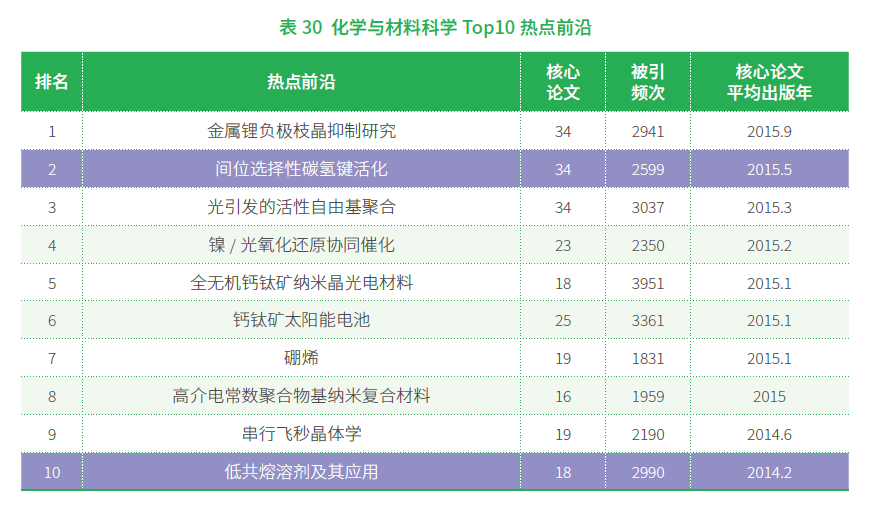 表 30 化学与材料科学 Top10 热点前沿
排名 热点前沿 核心论文 被引频次 核心论文平均出版年
1 金属锂负极枝晶抑制研究 34 2941 2015.9
2 间位选择性碳氢键活化 34 2599 2015.5
3 光引发的活性自由基聚合 34 3037 2015.3
4 镍 / 光氧化还原协同催化 23 2350 2015.2
5 全无机钙钛矿纳米晶光电材料 18 3951 2015.1
6 钙钛矿太阳能电池 25 3361 2015.1
7 硼烯 19 1831 2015.1
8 高介电常数聚合物基纳米复合材料 16 1959 2015
9 串行飞秒晶体学 19 2190 2014.6
10 低共熔溶剂及其应用 18 2990 2014.2